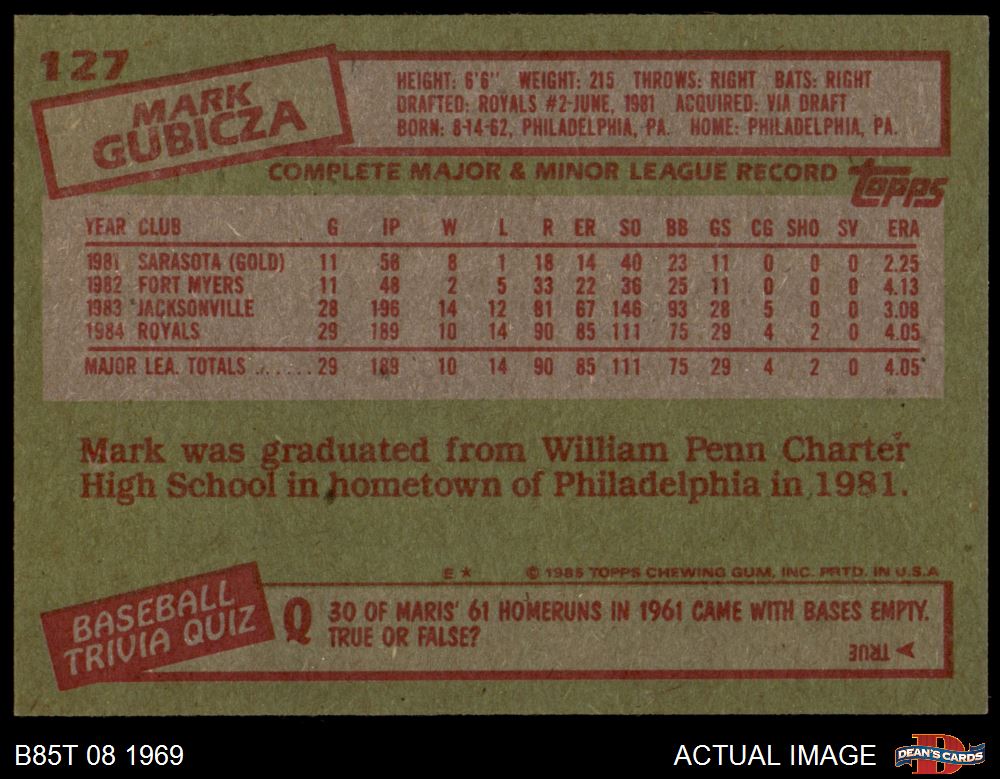 127
MARK
GUBICZA
HEIGHT: 6'6" WEIGHT: 215 THROWS: RIGHT BATS: RIGHT
DRAFTED: ROYALS #2-JUNE, 1981 ACQUIRED: VIA DRAFT
BORN: 8-14-62, PHILADELPHIA, PA. HOME: PHILADELPHIA, PA.
COMPLETE MAJOR & MINOR LEAGUE RECORD
topps
YEAR CLUB G IP W L R ER SO BB GS CG SHO SV ERA
1981 SARASOTA (GOLD) 11 56 8 1 18 14 40 23 11 0 0 0 2.25
1982 FORT MYERS 11 48 2 5 33 22 36 25 11 0 0 0 4.13
1983 JACKSONVILLE 28 196 14 12 81 67 146 93 28 5 0 0 3.08
1984 ROYALS 29 189 10 14 90 85 111 75 29 4 2 0 4.05
MAJOR LEA. TOTALS ....... 29 189 10 14 90 85 111 75 29 4 2 0 4.05
Mark was graduated from William Penn Charter
High School in hometown of Philadelphia in 1981.
E * © 1985 TOPPS CHEWING GUM, INC. PRTD. IN U.S.A
BASEBALL
TRIVIA QUIZ
Q 30 OF MARIS' 61 HOMERUNS IN 1961 CAME WITH BASES EMPTY.
TRUE OR FALSE?
TRUE
B85T 08 1969
ACTUAL IMAGE
DEAN'S CARDS